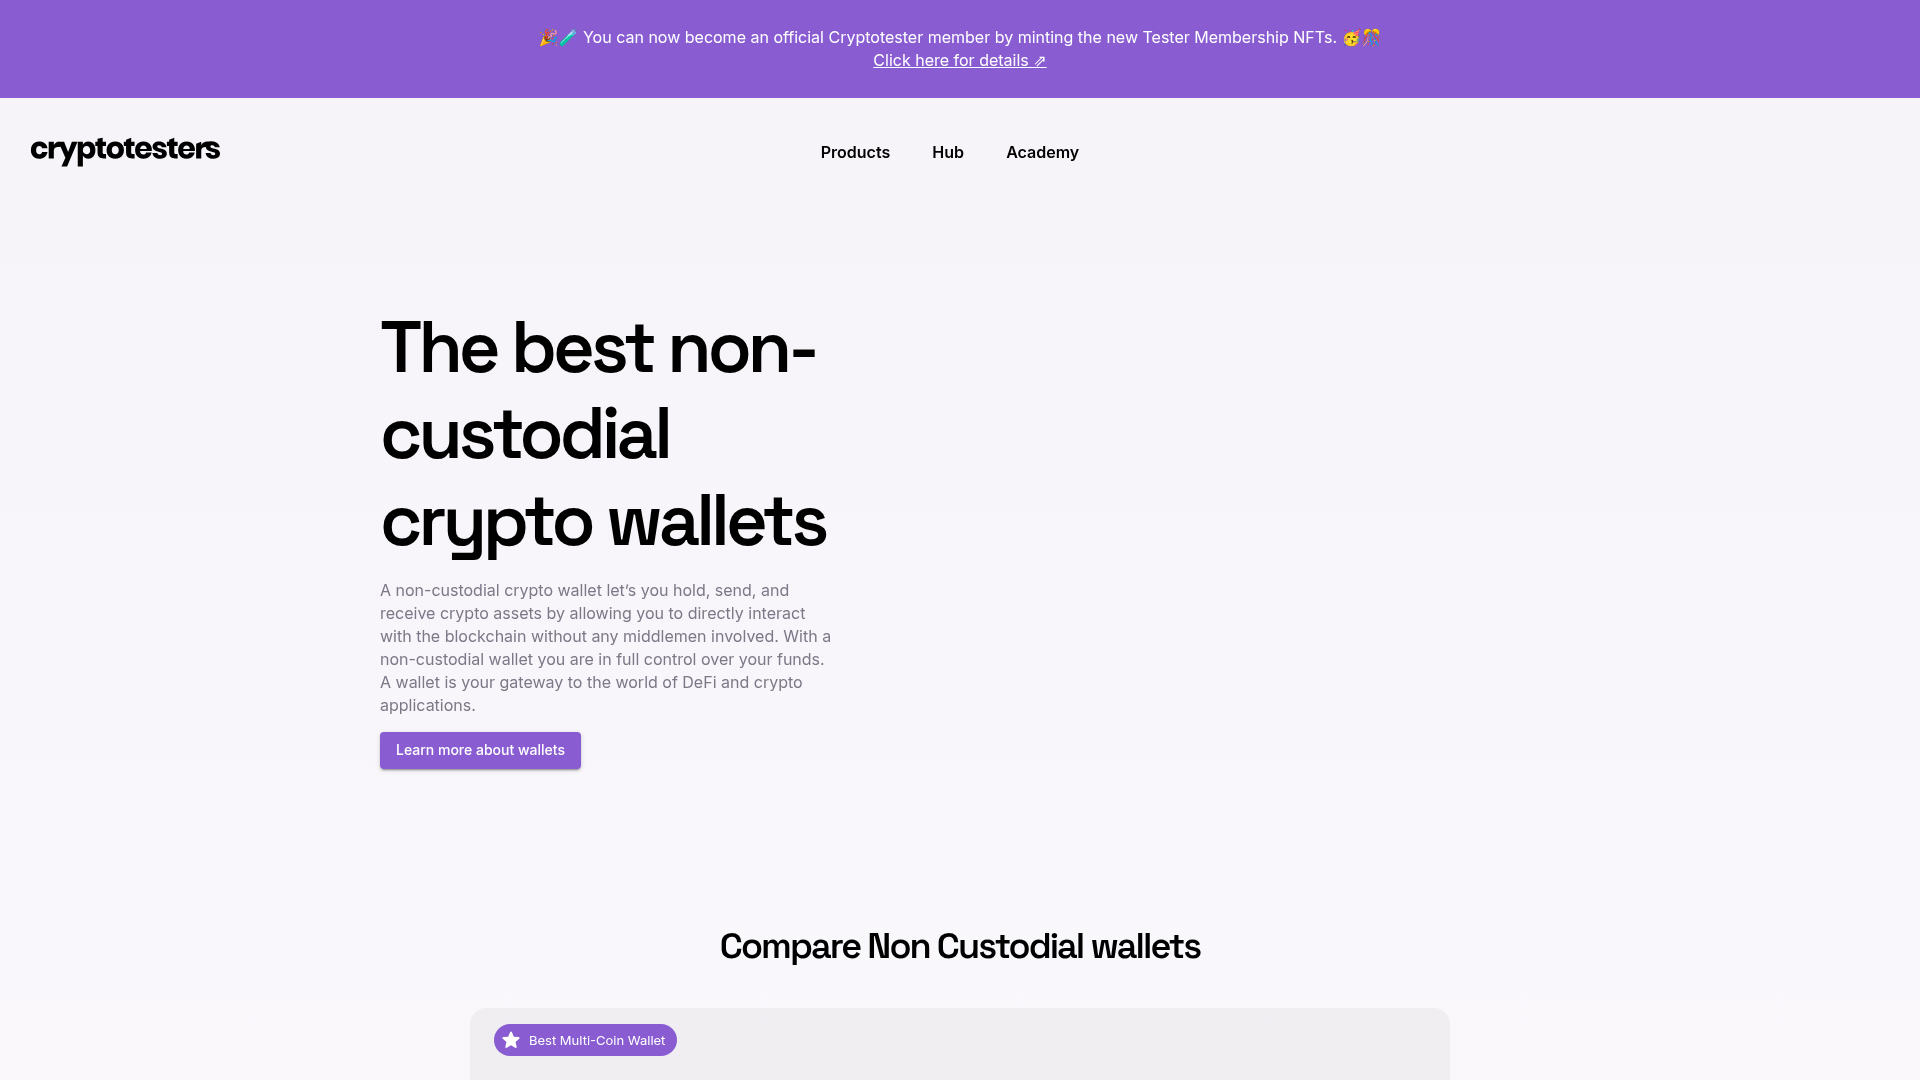 🎉🧪 You can now become an official Cryptotester member by minting the new Tester Membership NFTs. 🥳🎊
Click here for details ⇗
cryptotesters
Products
Hub
Academy
The best non-
custodial
crypto wallets
A non-custodial crypto wallet let’s you hold, send, and
receive crypto assets by allowing you to directly interact
with the blockchain without any middlemen involved. With a
non-custodial wallet you are in full control over your funds.
A wallet is your gateway to the world of DeFi and crypto
applications.
Learn more about wallets
Compare Non Custodial wallets
Best Multi-Coin Wallet